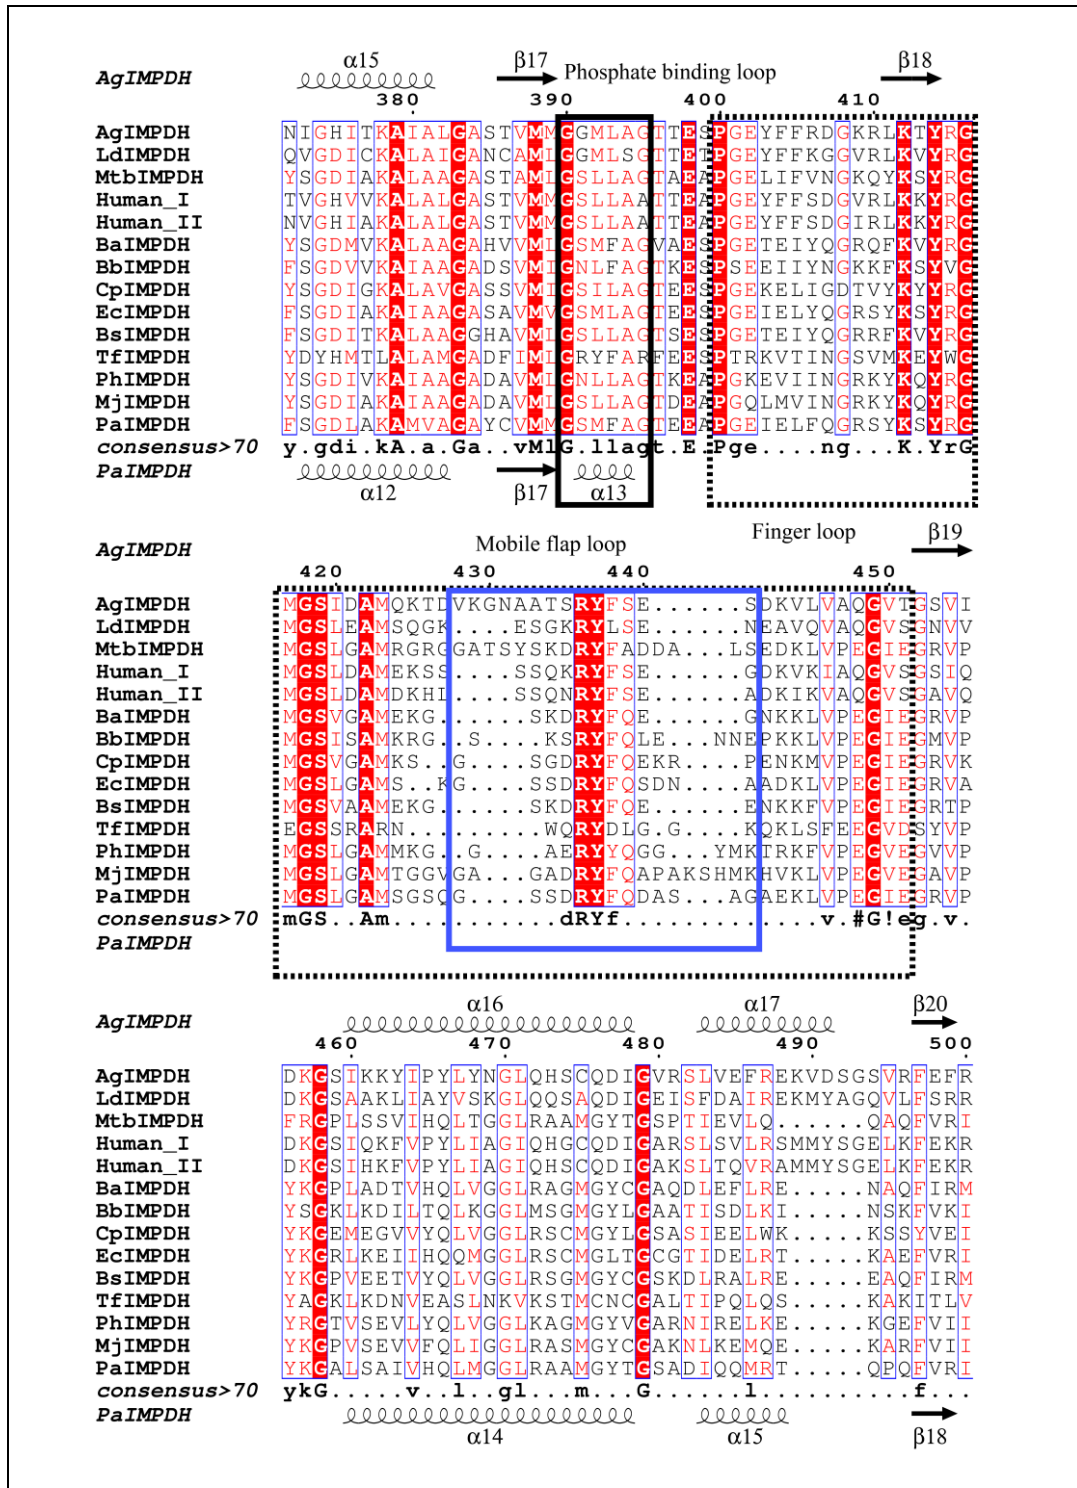 α15 β17 Phosphate binding loop β18
AgIMPDH
380 390 400 410
AgIMPDH NIGHITKAIALGASTVMMGGMLAGTTESPGEYFFRDGKRLKTYRG
LdIMPDH QVGDICKALAIGANCAMLGGMLSGTTETPGEYFFKGGVRLKVYRG
MtbIMPDH YSGDIAKALAAGASTAMLGSLLAGTAEAPGELIFVNGKQYKSYRG
Human_I TVGHVVKALALGASTVMMGSLLAATTEAPGEYFFSDGVRLKKYRG
Human_II NVGHIAKALALGASTVMMGSLLAATTEAPGEYFFSDGIRLKKYRG
BaIMPDH YSGDMVKALAAGAHVVMLGSMFAGVAESPGETEIYQGRQFKVYRG
BbIMPDH FSGDVVKAIAAGADSVMIGNLFAGTKESPSEEIIYNGKKFKSYVG
CpIMPDH YSGDIGKALAVGASSVMIGSILAGTEESPGEKELIGDTVYKYYRG
EcIMPDH FSGDIAKAIAAGASAVMVGSMLAGTEESPGEIELYQGRSYKSYRG
BsIMPDH FSGDITKALAAGGHAVMLGSLLAGTSESPGETEIYQGRRFKVYRG
TfIMPDH YDYHMTLALAMGADFIMLGRYFARFEESPTRKVTINGSVMKEYWG
PhIMPDH YSGDIVKAIAAGADAVMLGNLLAGTKEAPGKEVIINGRKYKQYRG
MjIMPDH YSGDIAKAIAAGADAVMLGSLLAGTDEAPGQLMVINGRKYKQYRG
PaIMPDH FSGDLAKAMVAGAYCVMMGSMFAGTEEAPGEIELFQGRSYKSYRG
consensus>70 y.gdi.kA.a.Ga..vMlG.llagt.E.Pge....ng....K.YrG
PaIMPDH
α12 β17 α13
AgIMPDH Mobile flap loop Finger loop β19
420 430 440 450
AgIMPDH MGSIDAMQKTDVKGNAATSRYFSE......SDKVLVAQGVTGSVI
LdIMPDH MGSLEAMSQGK....ESGKRYLSE......NEAVQVAQGVSGNVV
MtbIMPDH MGSLGAMRGRGGATSYSKDRYFADDA..LSEDKLVPEGIEGRVP
Human_I MGSLDAMEKSS....SSQKRYFSE......GDKVKIAQGVSGSIQ
Human_II MGSLDAMDKHL....SSQNRYFSE......ADKIKVAQGVSGAVQ
BaIMPDH MGSVGAMEKG.....SKDRYFQE.......GNKKLVPEGIEGRVP
BbIMPDH MGSISAMKRG..S....KSRYFQLE...NNEPKKLVPEGIEGMVP
CpIMPDH MGSVGAMKS..G....SGDRYFQEKR....PENKMVPEGIEGRVK
EcIMPDH MGSLGAMS..KG....SSDRYFQSDN....AADKLVPEGIEGRVA
BsIMPDH MGSVAAMEKG.....SKDRYFQE.......ENKKFVPEGIEGRTP
TfIMPDH EGSSRARN.........WQRYDLG.G....KQKLSFEEGVDSYVP
PhIMPDH MGSLGAMMKG..G....AERYYQGG...YMKTRKFVPEGVEGVVP
MjIMPDH MGSLGAMTGGVGA...GADRYFQAPAKSHMKHVKLVPEGVEGAVP
PaIMPDH MGSLGAMSGSQG....SSDRYFQDAS...AGAEKLVPEGIEGRVP
consensus>70 mGS..Am...........dRYf.............v.#G!eg.v.
PaIMPDH
α16 α17 β20
AgIMPDH
460 470 480 490 500
AgIMPDH DKGSIKKYIPYLYNGLQHSCQDIGVRSLVEFREKVDSGSVRFEFR
LdIMPDH DKGSAAKLIAYVSKGLQQSAQDIGEISFDAIREKMYAGQVLFSRR
MtbIMPDH FRGPLSSVIHQLTGGLRAAMGYTGSPTIEVLQ.....QAQFVRI
Human_I DKGSIQKFVPYLIAGIQHGCQDIGARSLSVLRSMMYSGELKFEKR
Human_II DKGSIHKFVPYLIAGIQHSCQDIGAKSLTQVRAMMYSGELKFEKR
BaIMPDH YKGPLADTVHQLVGGLRAGMGYCGAQDLEFLRE.....NAQFIRM
BbIMPDH YSGKLKDILTQLKGGLMSGMGYLGAATISDLKI.....NSKFVKI
CpIMPDH YKGEMEGVVYQLVGGLRSCMGYLGSASIEELWK.....KSSYVEI
EcIMPDH YKGRLKEIIHQQMGGLRSCMGLTGCGTIDELRT.....KAEFVRI
BsIMPDH YKGPVEETVYQLVGGLRSGMGYCGSKDLRALRE.....EAQFIRM
TfIMPDH YAGKLKDNVEASLNKVKSTMCNCGALTIPQLQS.....KAKITLV
PhIMPDH YRGTVSEVLYQLVGGLKAGMGYVGARNIRELKE.....KGEFVII
MjIMPDH YKGPVSEVVFQLIGGLRASMGYCGAKNLKEMQE.....KARFVRI
PaIMPDH YKGALSAIVHQLMGGLRAAMGYTGSADIQQMRT.....QPQFVRI
consensus>70 ykG.....v..l..gl...m...G......l..........f...
PaIMPDH
α14 α15 β18